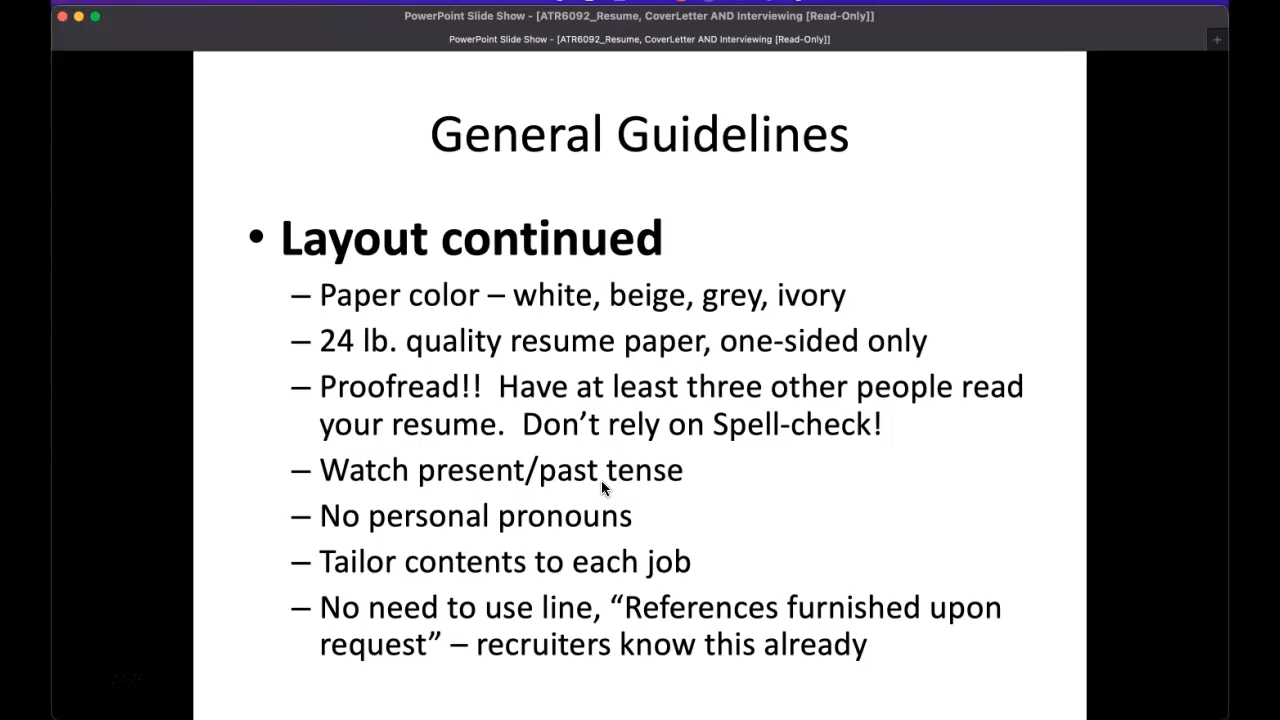 PowerPoint Slide Show - [ATR6092_Resume, CoverLetter AND Interviewing [Read-Only]]
PowerPoint Slide Show - [ATR6092_Resume, CoverLetter AND Interviewing [Read-Only]]
General Guidelines
• Layout continued
– Paper color – white, beige, grey, ivory
– 24 lb. quality resume paper, one-sided only
– Proofread!! Have at least three other people read
your resume. Don’t rely on Spell-check!
– Watch present/past tense
– No personal pronouns
– Tailor contents to each job
– No need to use line, “References furnished upon
request” – recruiters know this already